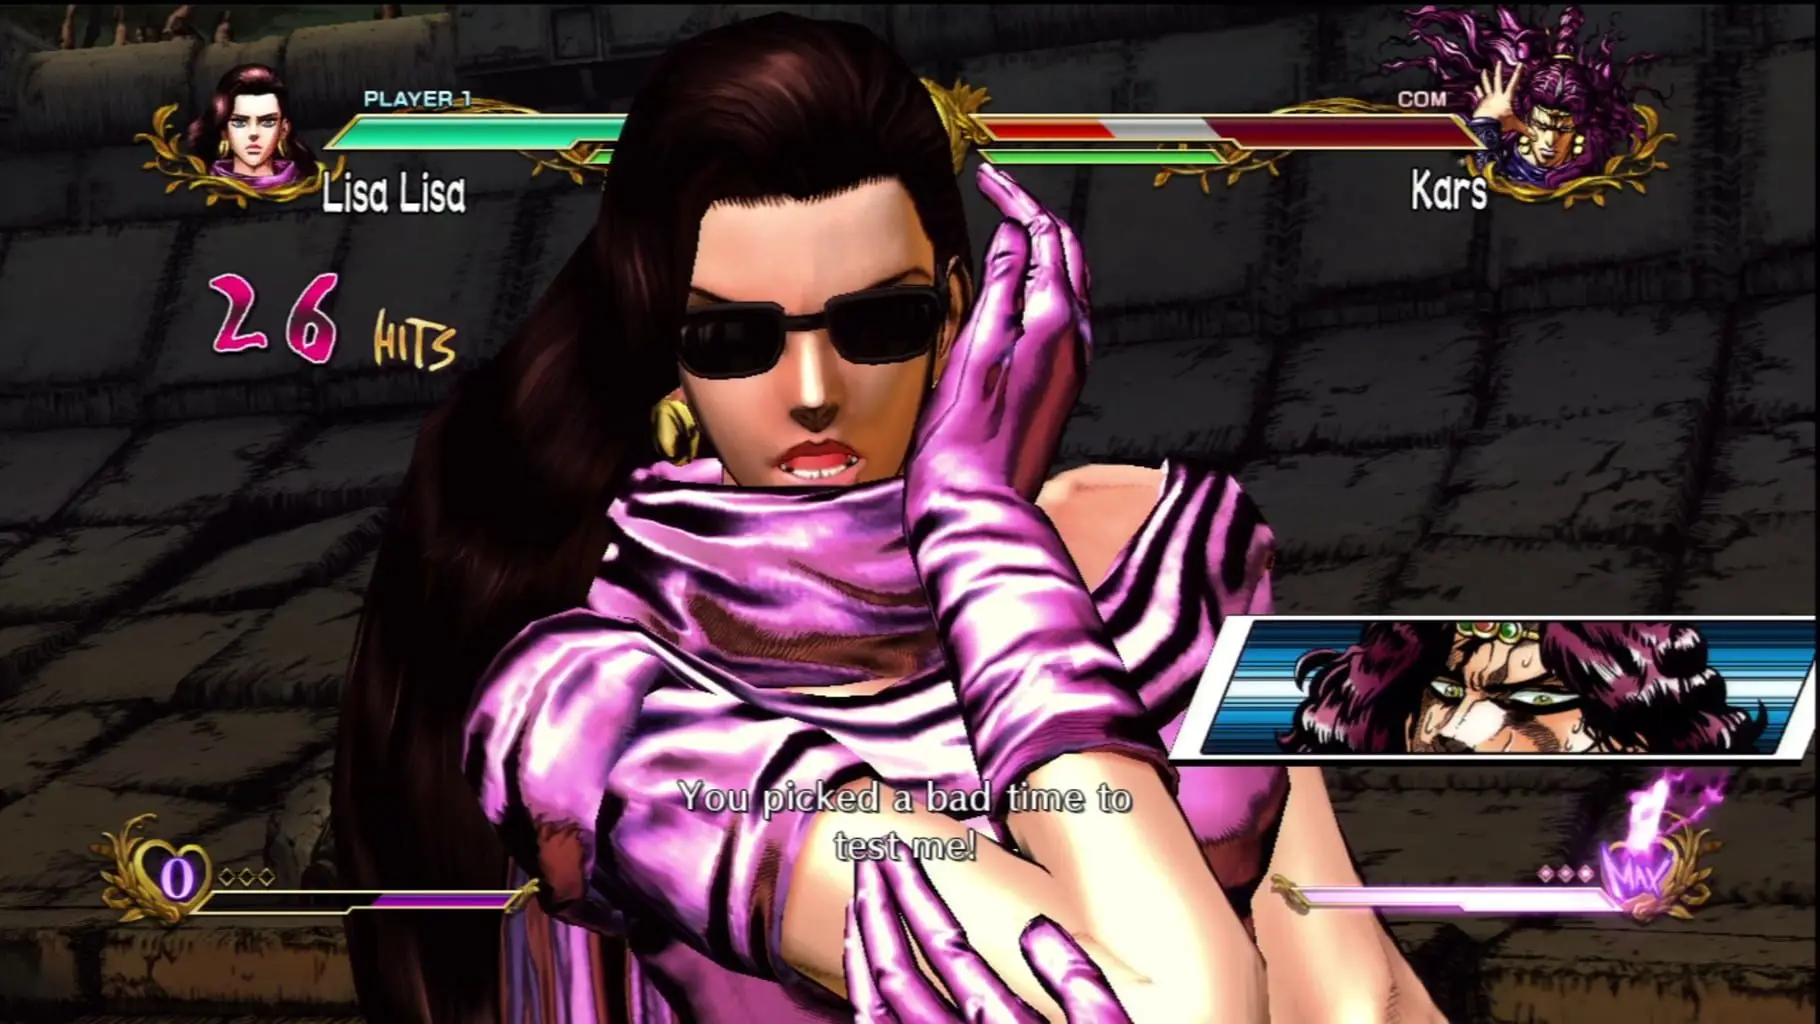 PLAYER 1
COM
Lisa Lisa
Kars
26 HITS
You picked a bad time to
test me!
0
MAX